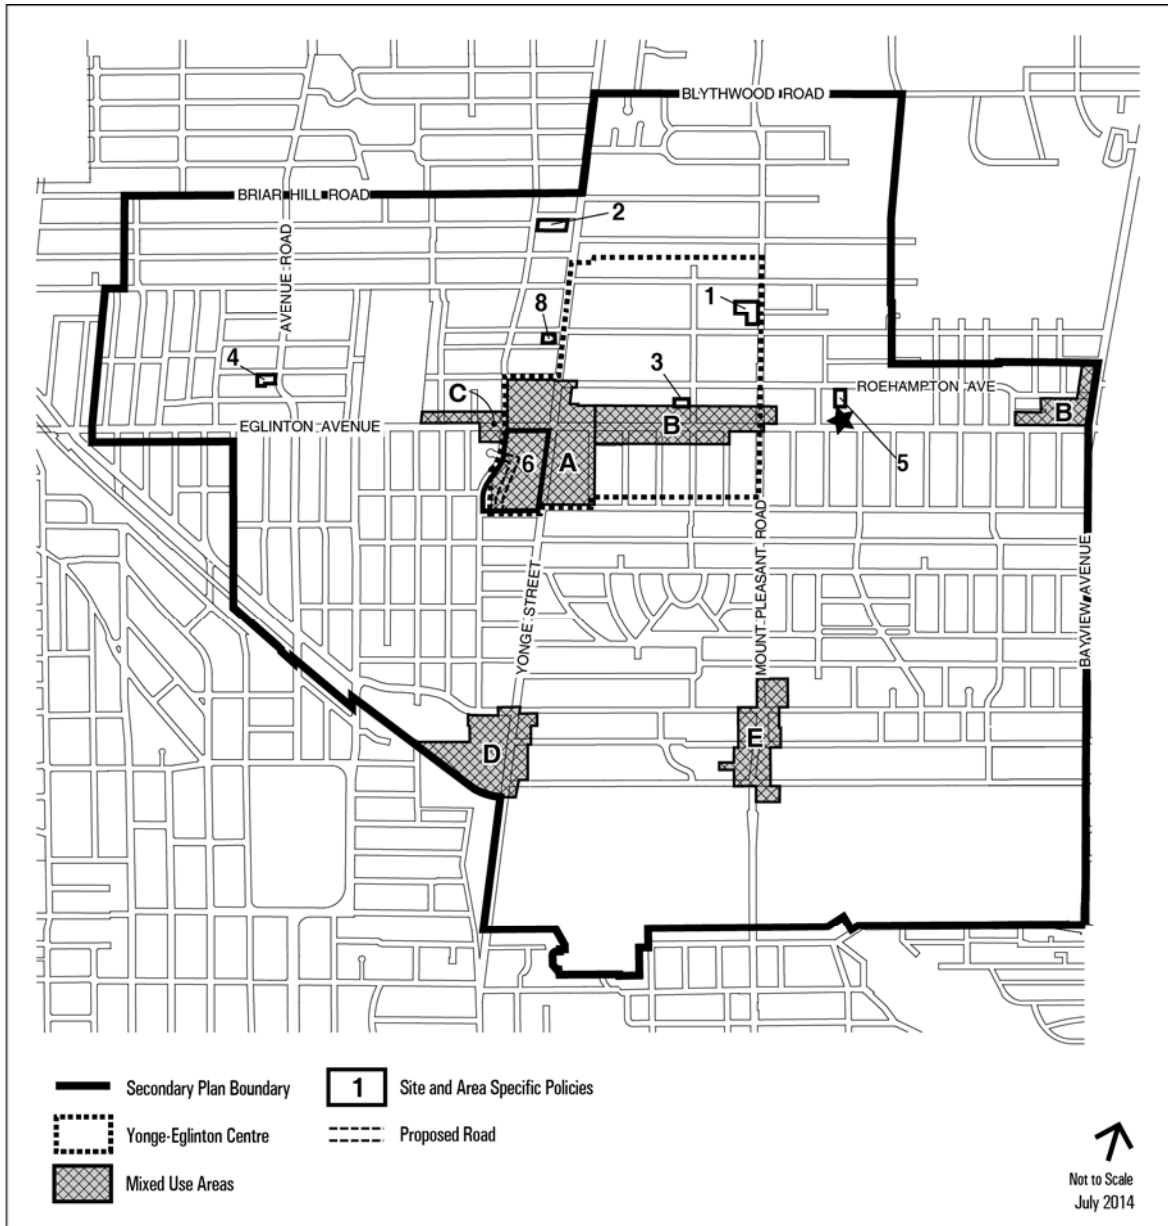 BLYTHWOOD ROAD
BRIAR HILL ROAD
2
AVENUE ROAD
1
8
4
3
C
ROEHAMPTON AVE
B
EGLINTON AVENUE
B
6
A
5
YONGE STREET
MOUNT PLEASANT ROAD
BAYVIEW AVENUE
D
E
Secondary Plan Boundary
1
Site and Area Specific Policies
Yonge-Eglinton Centre
Proposed Road
Mixed Use Areas
Not to Scale
July 2014